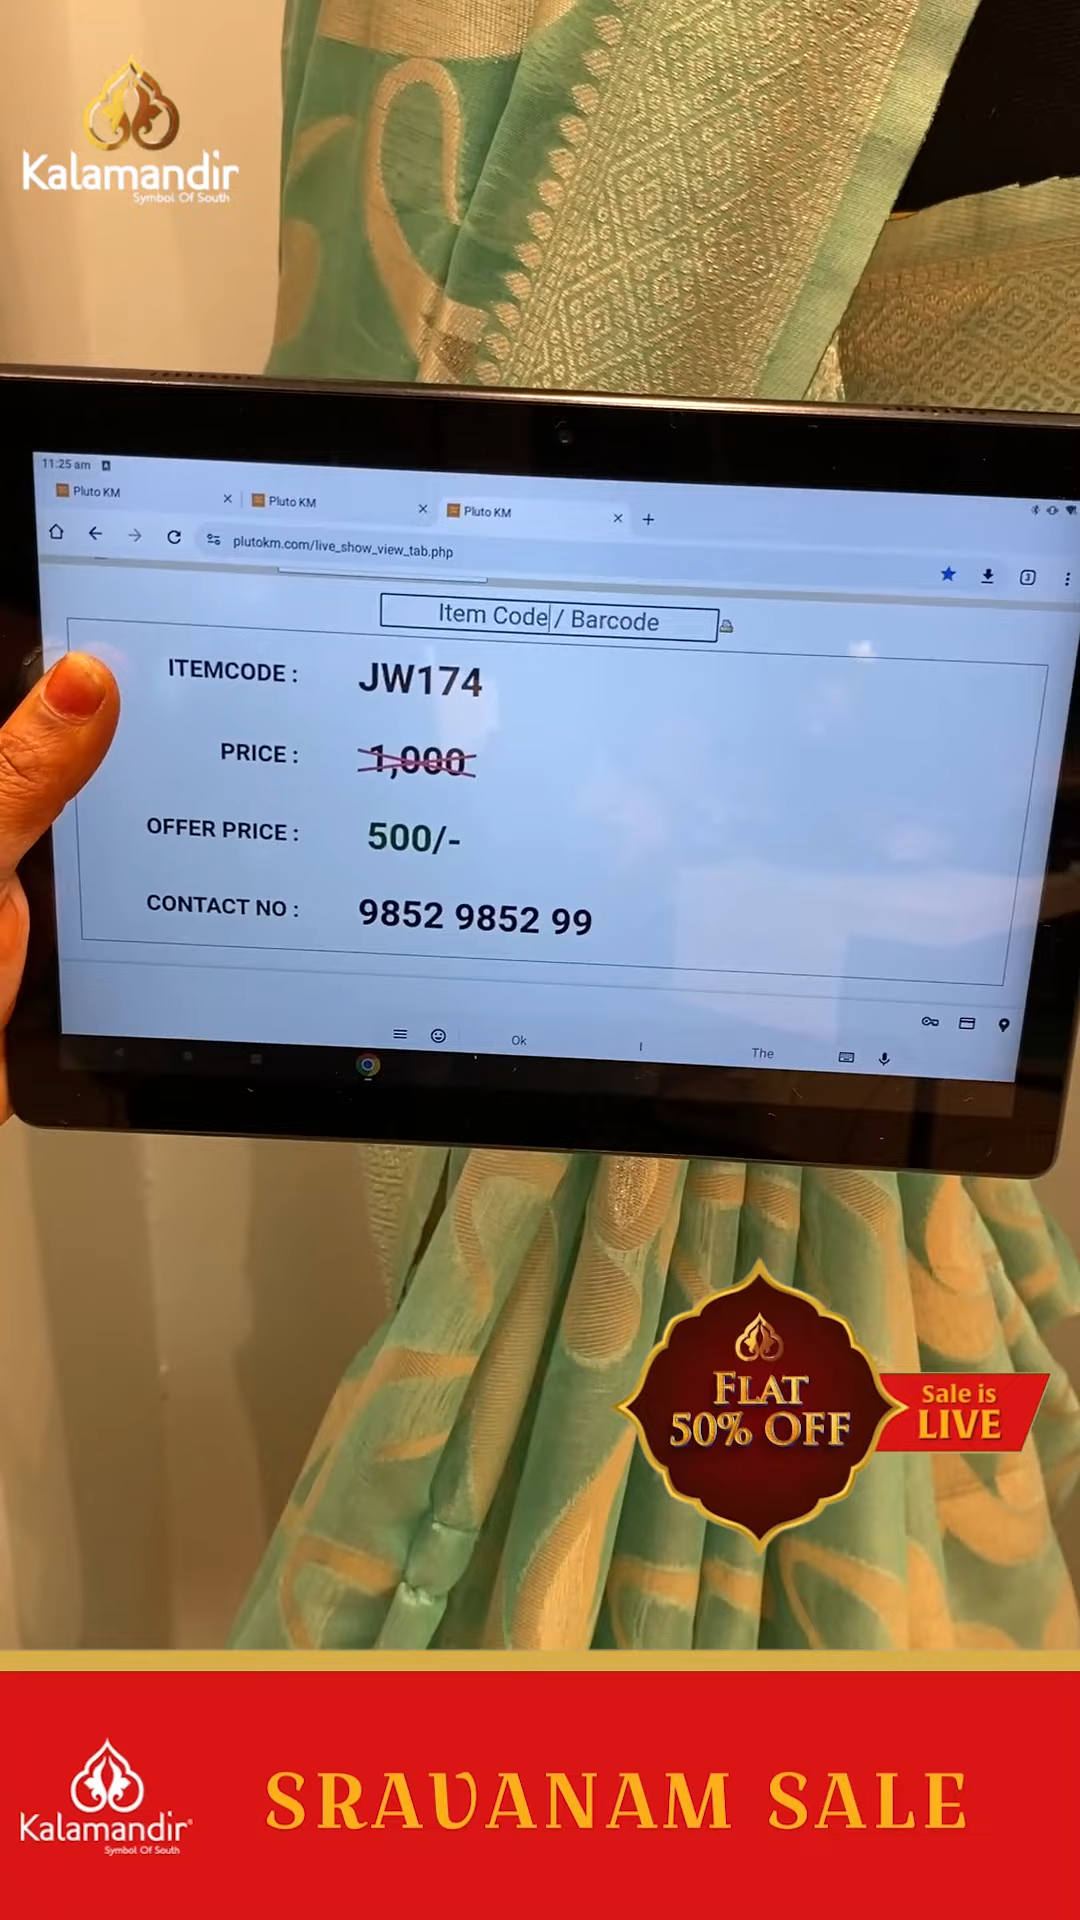 Kalamandir
Symbol Of South
11:25 am
Pluto KM
Pluto KM
Pluto KM
plutokm.com/live_show_view_tab.php
3
Item Code / Barcode
ITEMCODE : JW174
PRICE : 1,000
OFFER PRICE : 500/-
CONTACT NO : 9852 9852 99
Ok I The
FLAT
50% OFF
Sale is
LIVE
Kalamandir
Symbol Of South
SRAVANAM SALE